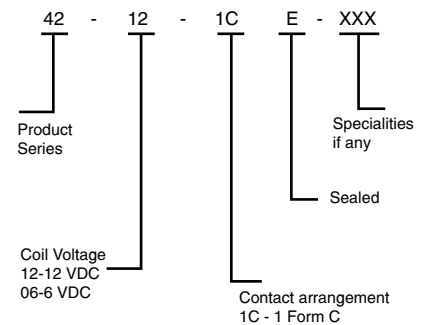 42 - 12 - 1C E - XXX
Product
Series
Specialities
if any
Sealed
Coil Voltage
12-12 VDC
06-6 VDC
Contact arrangement
1C - 1 Form C